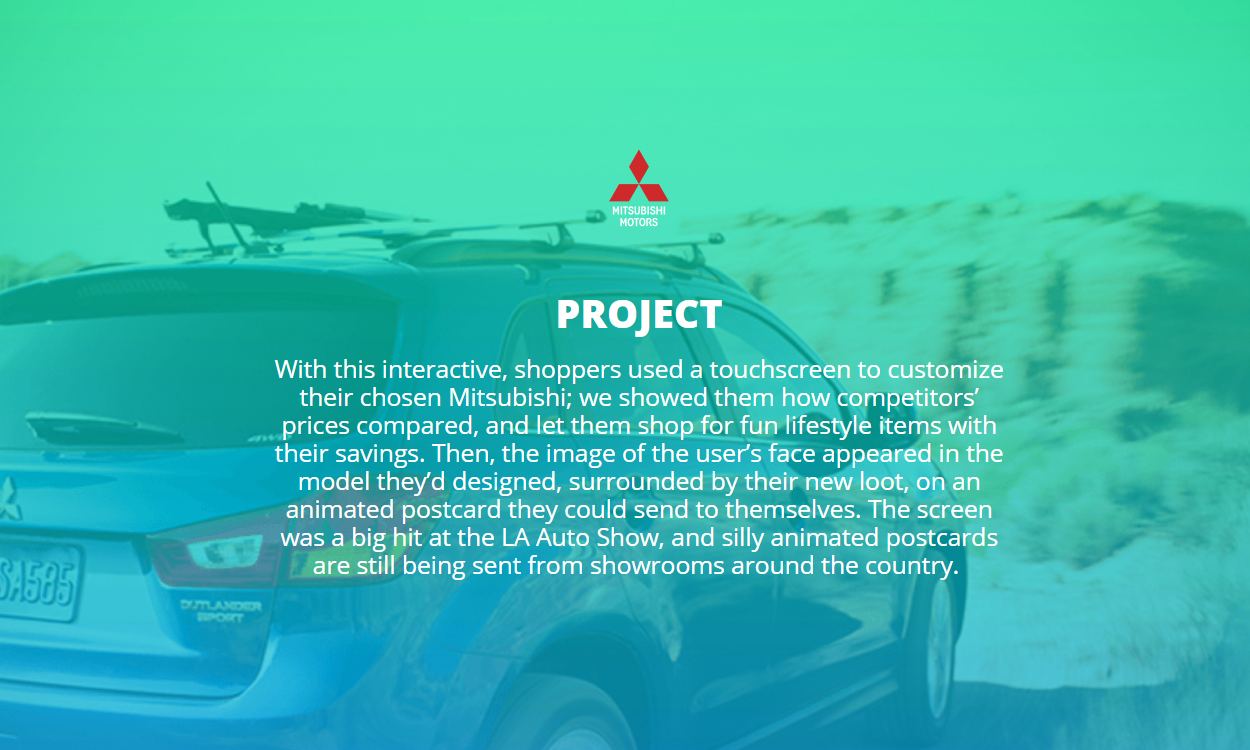 MITSUBISHI
MOTORS
PROJECT
With this interactive, shoppers used a touchscreen to customize
their chosen Mitsubishi; we showed them how competitors’
prices compared, and let them shop for fun lifestyle items with
their savings. Then, the image of the user’s face appeared in the
model they’d designed, surrounded by their new loot, on an
animated postcard they could send to themselves. The screen
was a big hit at the LA Auto Show, and silly animated postcards
are still being sent from showrooms around the country.
SA585
OUTLANDER
SPORT